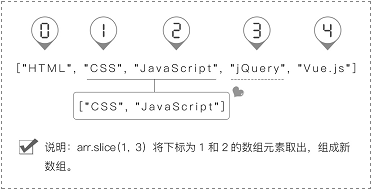 0 1 2 3 4
["HTML", "CSS", "JavaScript", "jQuery", "Vue.js"]
["CSS", "JavaScript"]
说明：arr.slice(1, 3) 将下标为 1 和 2 的数组元素取出，组成新
数组。